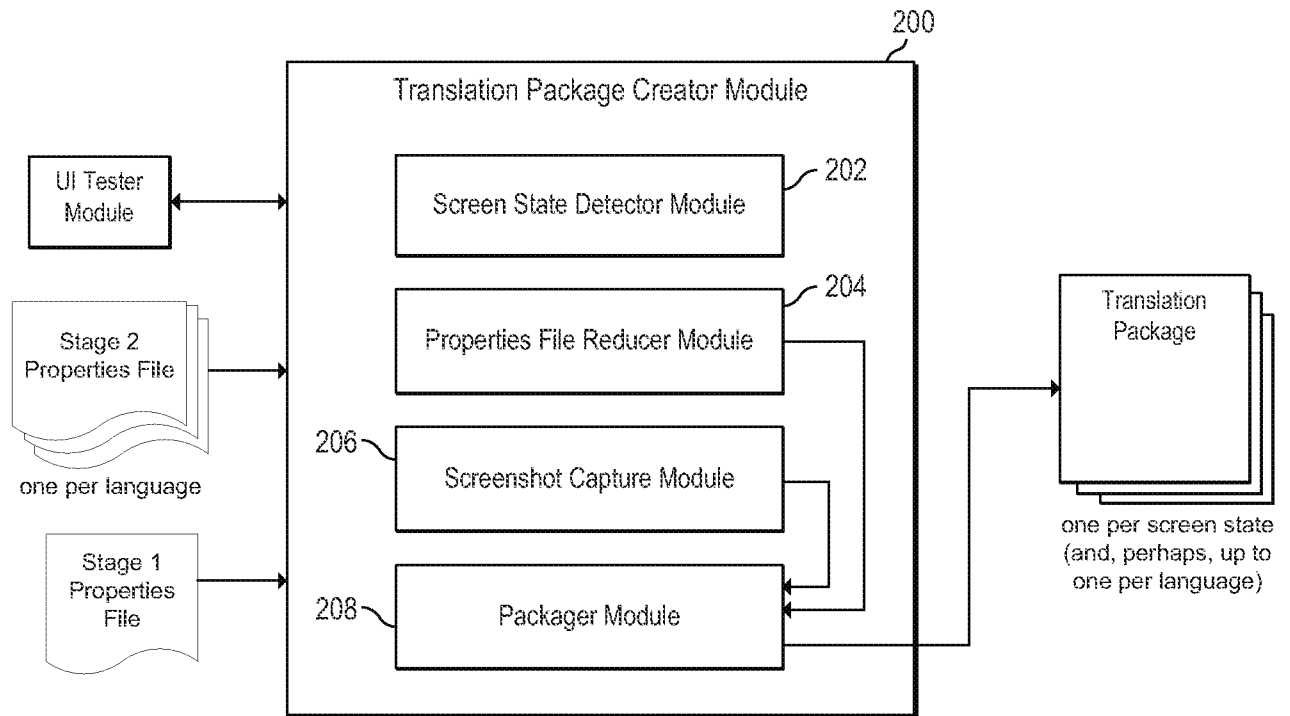 200
Translation Package Creator Module
UI Tester
Module
202
Screen State Detector Module
204
Properties File Reducer Module
Stage 2
Properties File
one per language
206
Screenshot Capture Module
Stage 1
Properties
File
208
Packager Module
Translation
Package
one per screen state
(and, perhaps, up to
one per language)